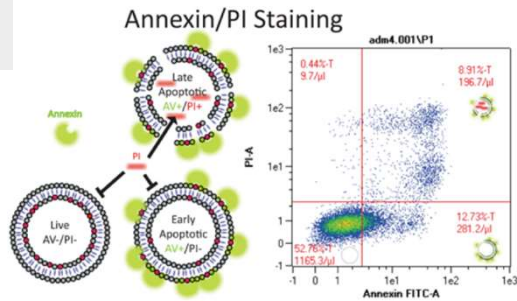 Annexin/PI Staining
Annexin
Late
Apoptotic
AV+/PI+
PI
Live
AV-/PI-
Early
Apoptotic
AV+/PI-
adm4.001\P1
0.44%-T
9.7/µl
8.91%-T
196.7/µl
12.73%-T
281.2/µl
52.76%-T
1165.3/µl
PI-A
1e3
1e2
1e1
1
0
-1
-1 0 1 1e1 1e2 1e3
Annexin FITC-A